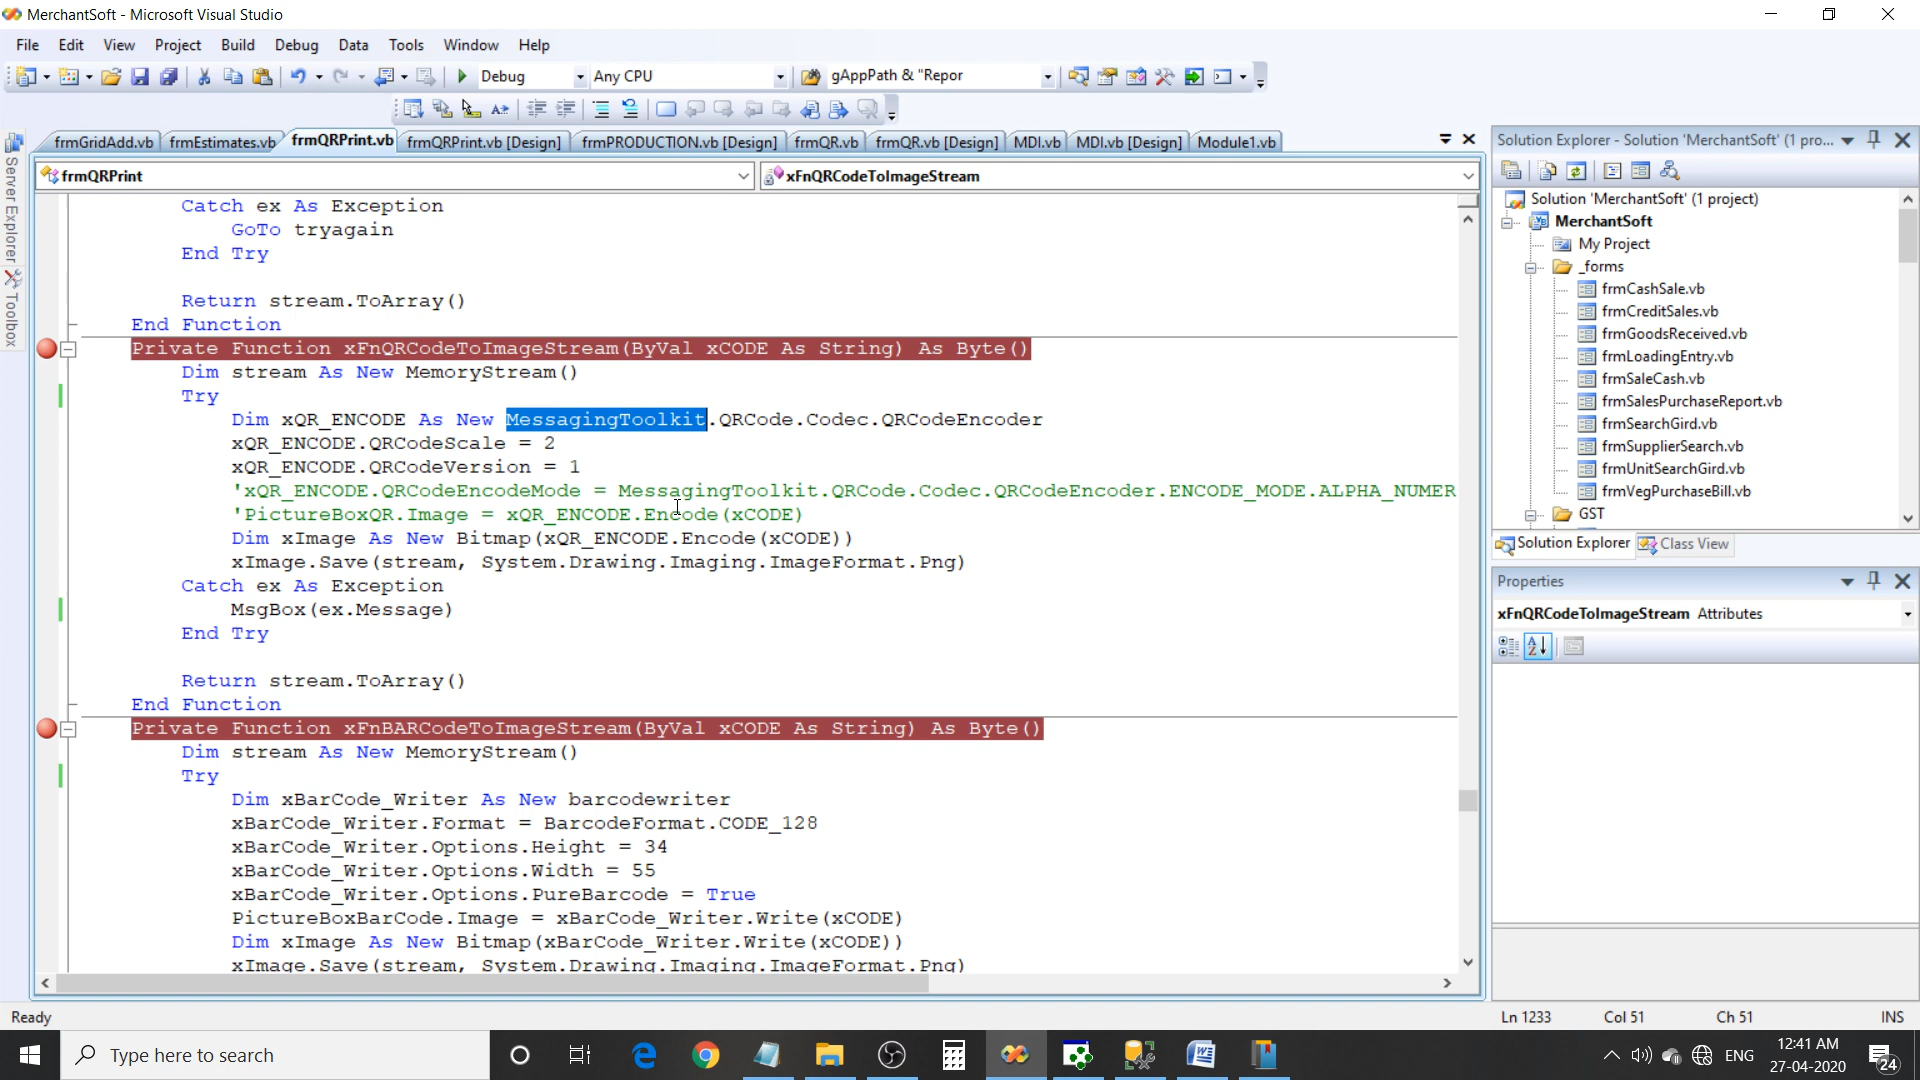 MerchantSoft - Microsoft Visual Studio
File Edit View Project Build Debug Data Tools Window Help
Debug Any CPU gAppPath & "Repor
frmGridAdd.vb frmEstimates.vb frmQRPrint.vb frmQRPrint.vb [Design] frmPRODUCTION.vb [Design] frmQR.vb frmQR.vb [Design] MDI.vb MDI.vb [Design] Module1.vb
Server Explorer
Toolbox
frmQRPrint xFnQRCodeToImageStream
Catch ex As Exception
GoTo tryagain
End Try
Return stream.ToArray()
End Function
Private Function xFnQRCodeToImageStream(ByVal xCODE As String) As Byte()
Dim stream As New MemoryStream()
Try
Dim xQR_ENCODE As New MessagingToolkit.QRCode.Codec.QRCodeEncoder
xQR_ENCODE.QRCodeScale = 2
xQR_ENCODE.QRCodeVersion = 1
'xQR_ENCODE.QRCodeEncodeMode = MessagingToolkit.QRCode.Codec.QRCodeEncoder.ENCODE_MODE.ALPHA_NUMER
'PictureBoxQR.Image = xQR_ENCODE.Encode(xCODE)
Dim xImage As New Bitmap(xQR_ENCODE.Encode(xCODE))
xImage.Save(stream, System.Drawing.Imaging.ImageFormat.Png)
Catch ex As Exception
MsgBox(ex.Message)
End Try
Return stream.ToArray()
End Function
Private Function xFnBARCodeToImageStream(ByVal xCODE As String) As Byte()
Dim stream As New MemoryStream()
Try
Dim xBarCode_Writer As New barcodewriter
xBarCode_Writer.Format = BarcodeFormat.CODE_128
xBarCode_Writer.Options.Height = 34
xBarCode_Writer.Options.Width = 55
xBarCode_Writer.Options.PureBarcode = True
PictureBoxBarCode.Image = xBarCode_Writer.Write(xCODE)
Dim xImage As New Bitmap(xBarCode_Writer.Write(xCODE))
xImage.Save(stream, System.Drawing.Imaging.ImageFormat.Png)
Solution Explorer - Solution 'MerchantSoft' (1 pro...
Solution 'MerchantSoft' (1 project)
MerchantSoft
My Project
_forms
frmCashSale.vb
frmCreditSales.vb
frmGoodsReceived.vb
frmLoadingEntry.vb
frmSaleCash.vb
frmSalesPurchaseReport.vb
frmSearchGird.vb
frmSupplierSearch.vb
frmUnitSearchGird.vb
frmVegPurchaseBill.vb
GST
Solution Explorer Class View
Properties
xFnQRCodeToImageStream Attributes
Ready Ln 1233 Col 51 Ch 51 INS
Type here to search
ENG
12:41 AM
27-04-2020
24